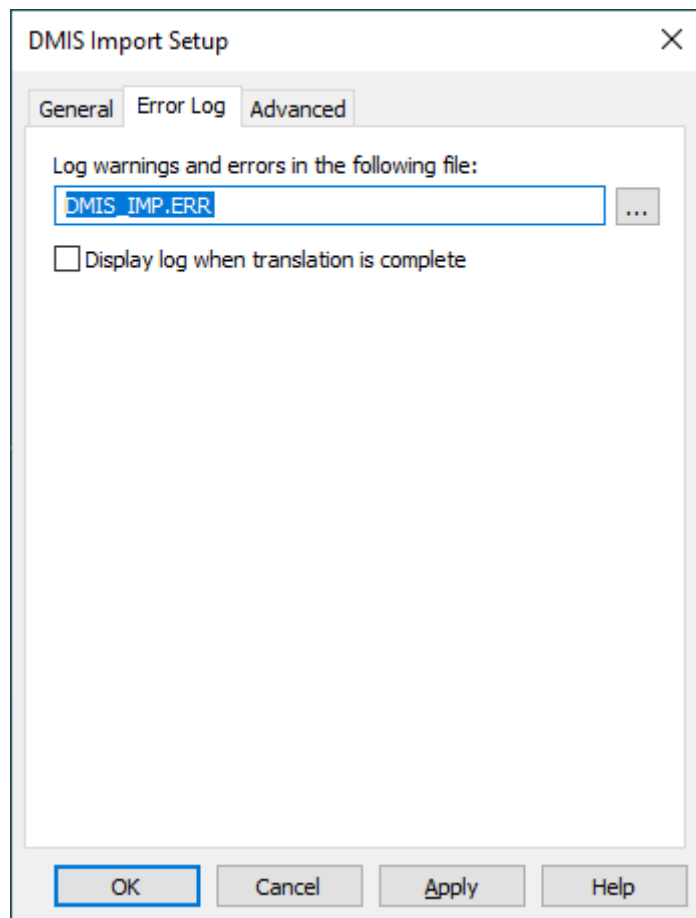 DMIS Import Setup
General Error Log Advanced
Log warnings and errors in the following file:
DMIS_IMP.ERR ...
Display log when translation is complete
OK Cancel Apply Help